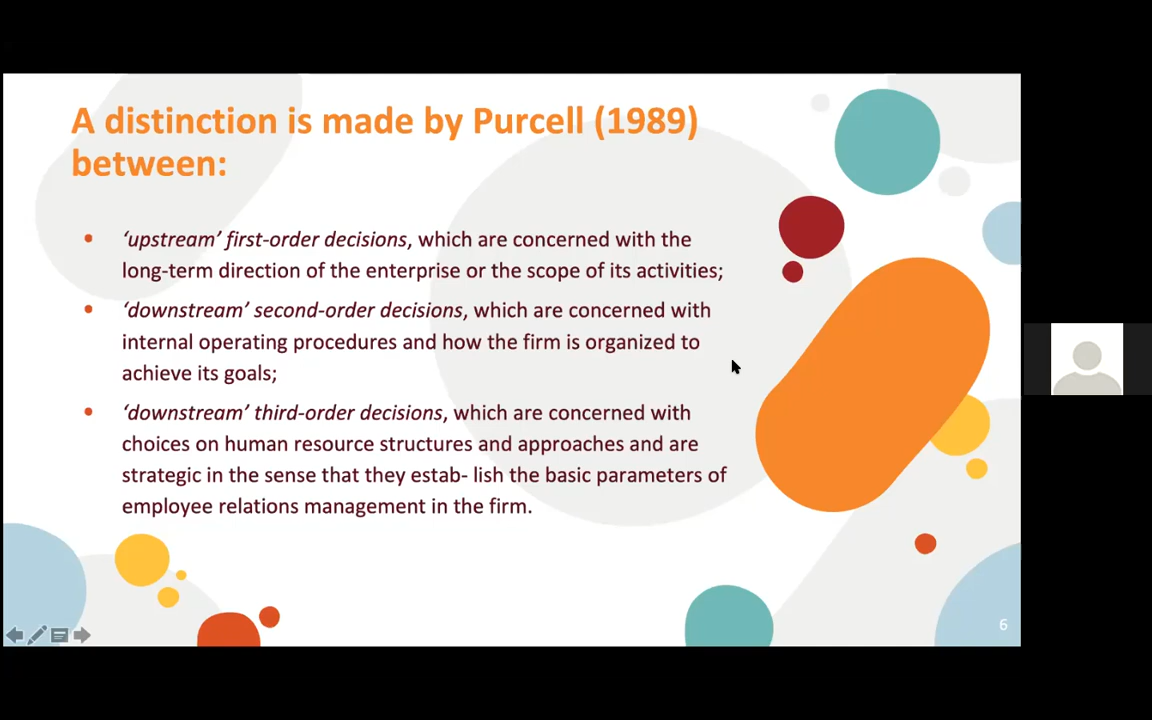 A distinction is made by Purcell (1989)
between:
‘upstream’ first-order decisions, which are concerned with the
long-term direction of the enterprise or the scope of its activities;
‘downstream’ second-order decisions, which are concerned with
internal operating procedures and how the firm is organized to
achieve its goals;
‘downstream’ third-order decisions, which are concerned with
choices on human resource structures and approaches and are
strategic in the sense that they estab- lish the basic parameters of
employee relations management in the firm.
6